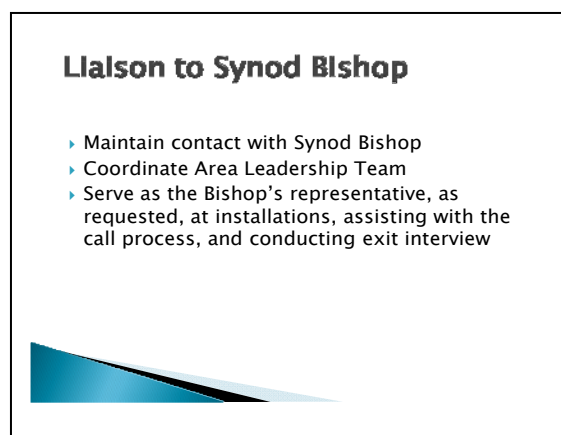 Liaison to Synod Bishop
Maintain contact with Synod Bishop
Coordinate Area Leadership Team
Serve as the Bishop’s representative, as
requested, at installations, assisting with the
call process, and conducting exit interview